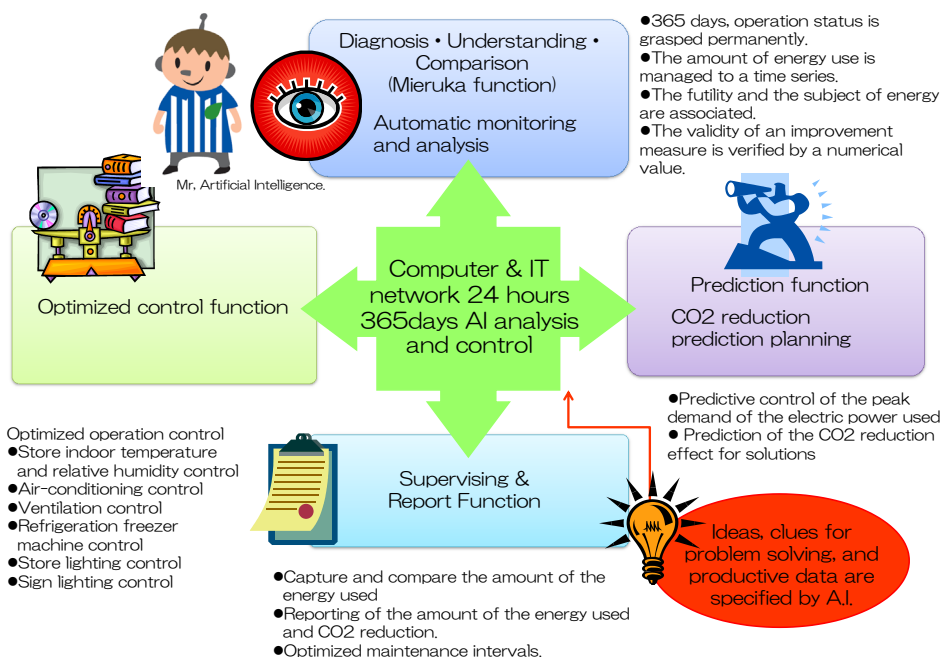 Diagnosis・Understanding・
Comparison
(Mieruka function)
Automatic monitoring
and analysis
●365 days, operation status is
grasped permanently.
●The amount of energy use is
managed to a time series.
●The futility and the subject of energy
are associated.
●The validity of an improvement
measure is verified by a numerical
value.
Mr, Artificial Intelligence.
Optimized control function
Computer & IT
network 24 hours
365days AI analysis
and control
Prediction function
CO2 reduction
prediction planning
●Predictive control of the peak
demand of the electric power used
● Prediction of the CO2 reduction
effect for solutions
Optimized operation control
●Store indoor temperature
and relative humidity control
●Air-conditioning control
●Ventilation control
●Refrigeration freezer
machine control
●Store lighting control
●Sign lighting control
Supervising &
Report Function
Ideas, clues for
problem solving, and
productive data are
specified by A.I.
●Capture and compare the amount of the
energy used
●Reporting of the amount of the energy used
and CO2 reduction.
●Optimized maintenance intervals.